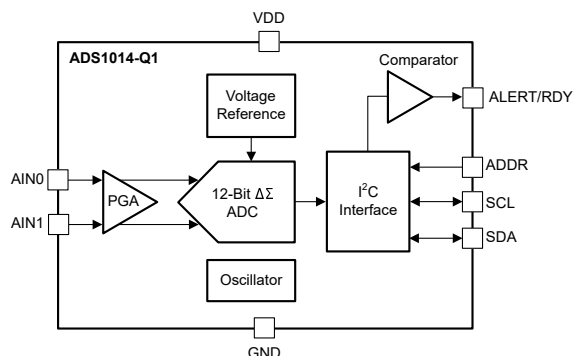 VDD
ADS1014-Q1
Comparator
Voltage
Reference
ALERT/RDY
ADDR
AIN0
PGA
12-Bit ΔΣ
ADC
I²C
Interface
SCL
AIN1
SDA
Oscillator
GND